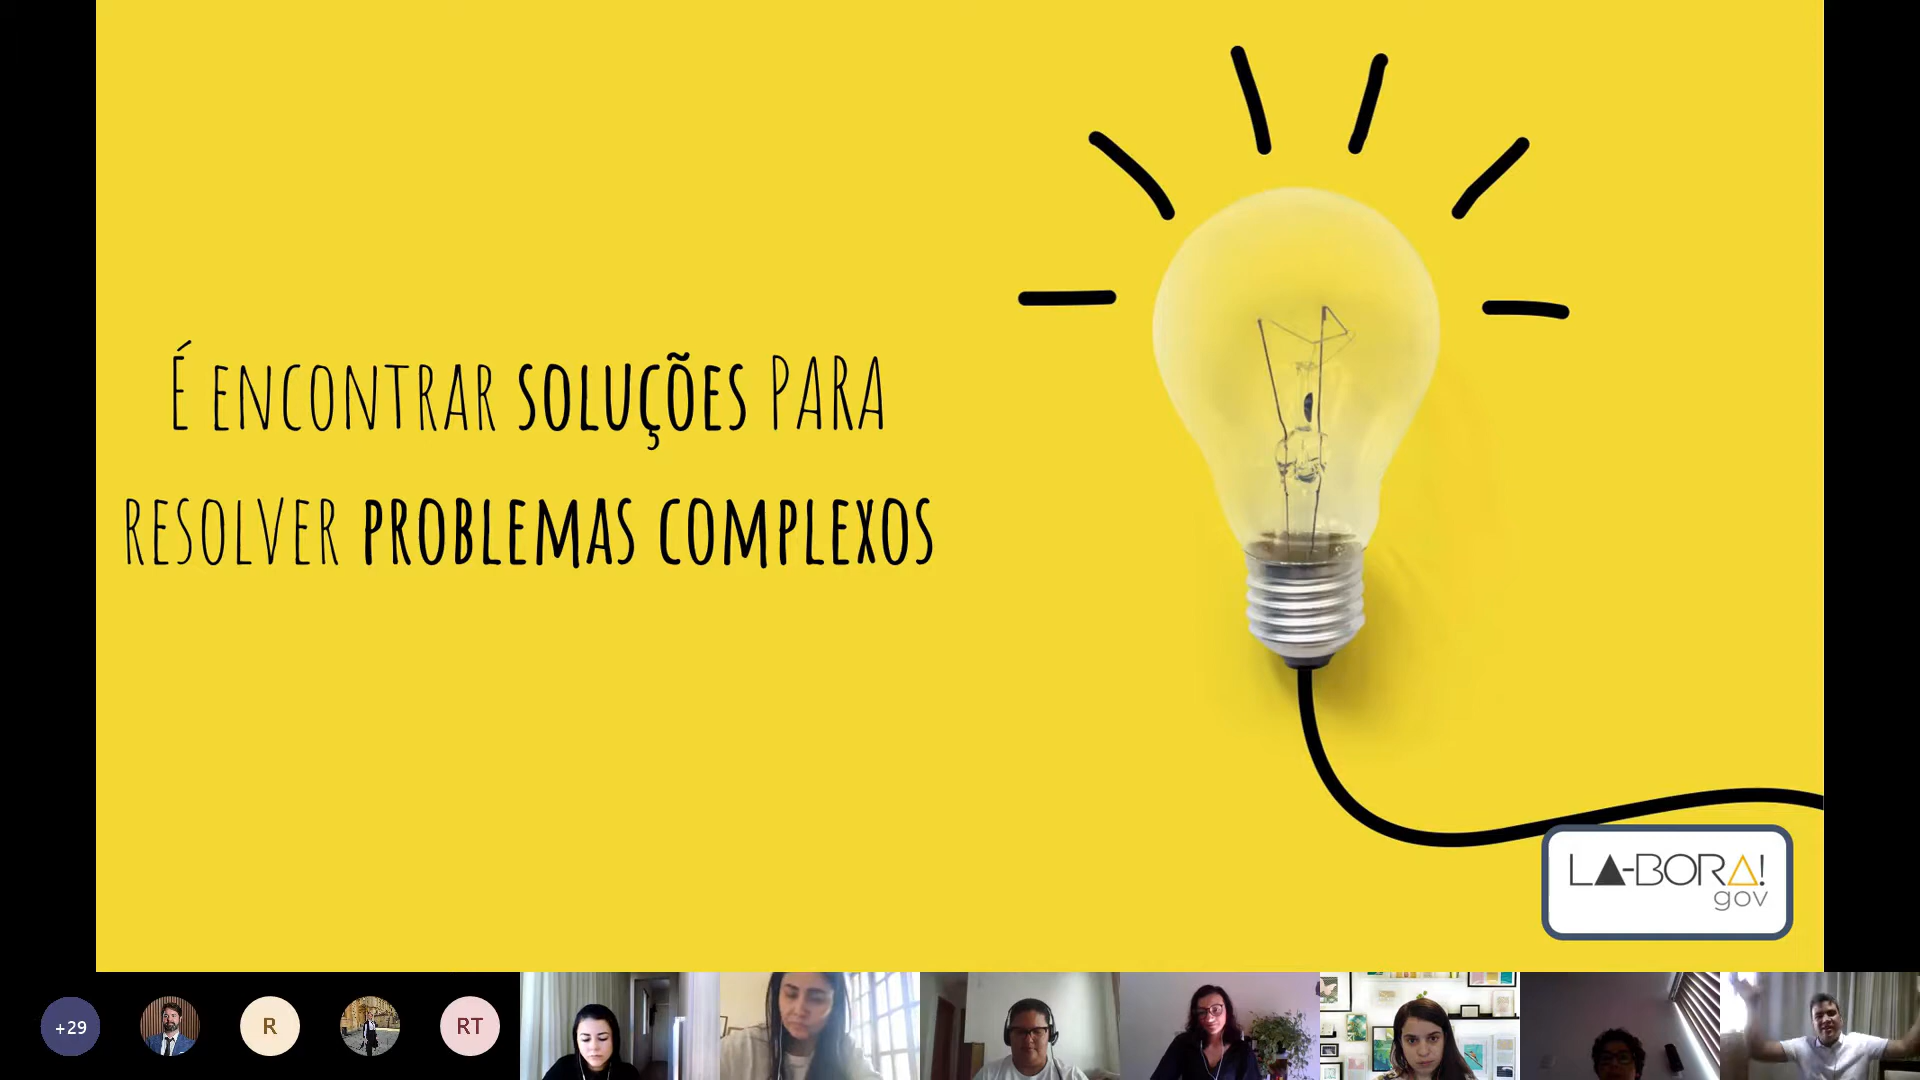 É ENCONTRAR SOLUÇÕES PARA
RESOLVER PROBLEMAS COMPLEXOS
LA-BORA!
gov
+29
R
RT